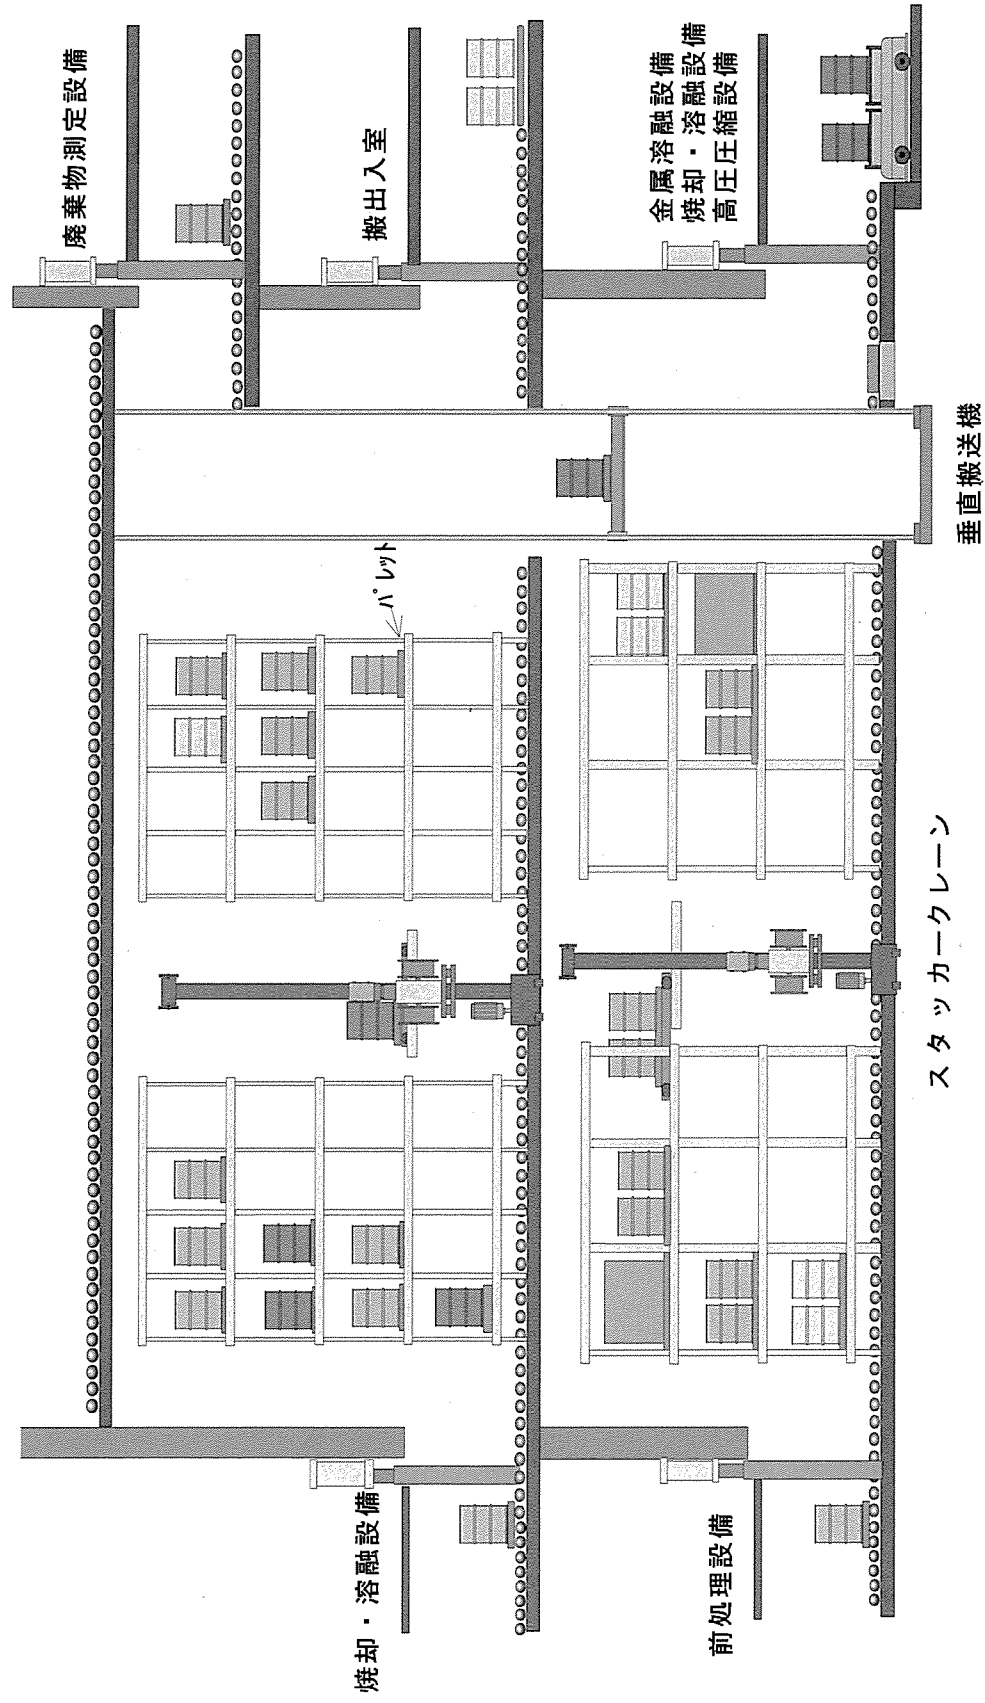 廃棄物測定設備
搬出入室
金属溶融設備
焼却・溶融設備
高圧圧縮設備
パレット
垂直搬送機
スタッカークレーン
焼却・溶融設備
前処理設備